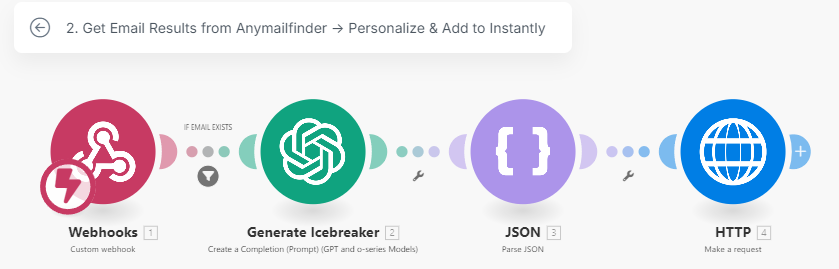 2. Get Email Results from Anymailfinder → Personalize & Add to Instantly
IF EMAIL EXISTS
Webhooks 1
Custom webhook
Generate Icebreaker 2
Create a Completion (Prompt) (GPT and o-series Models)
JSON 3
Parse JSON
HTTP 4
Make a request